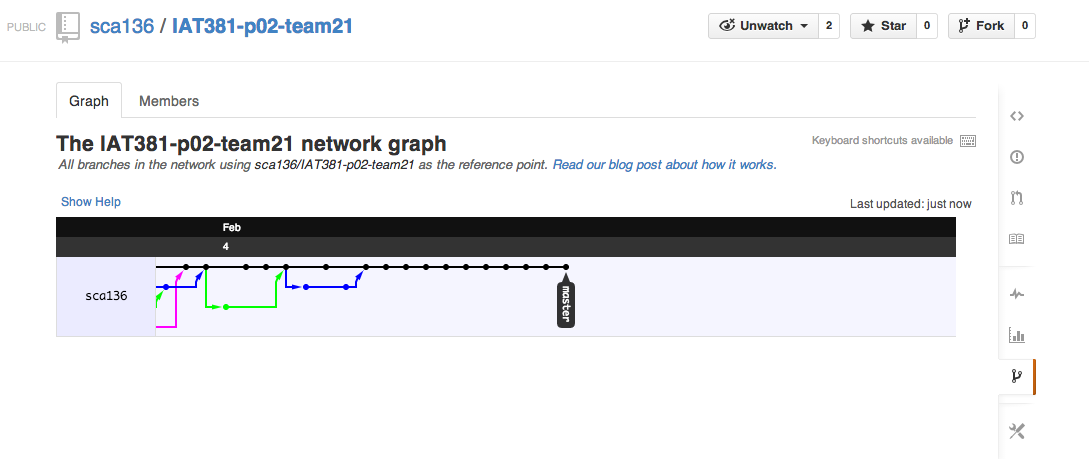 PUBLIC sca136 / IAT381-p02-team21 Unwatch 2 Star 0 Fork 0
Graph Members
The IAT381-p02-team21 network graph
Keyboard shortcuts available
All branches in the network using sca136/IAT381-p02-team21 as the reference point. Read our blog post about how it works.
Show Help Last updated: just now
Feb
4
sca136
master